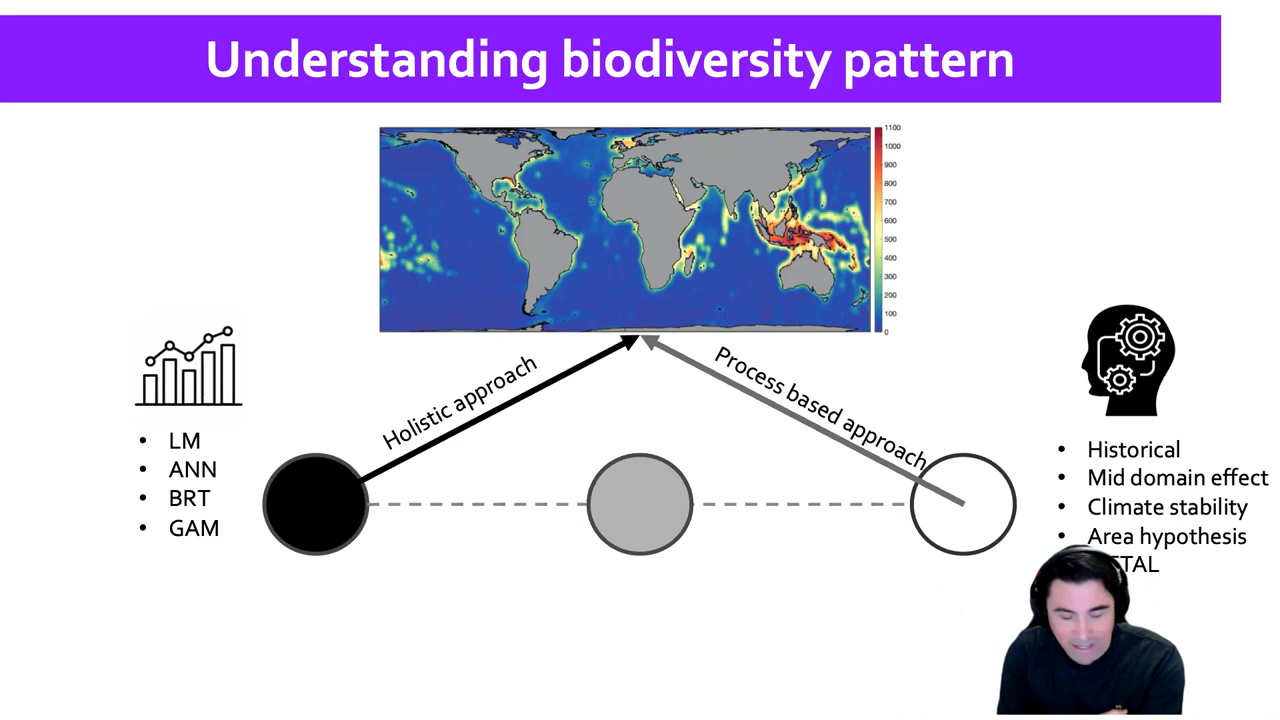 Understanding biodiversity pattern
1100
1000
900
800
700
600
500
400
300
200
100
0
Holistic approach
Process based approach
• LM
• ANN
• BRT
• GAM
• Historical
• Mid domain effect
• Climate stability
• Area hypothesis